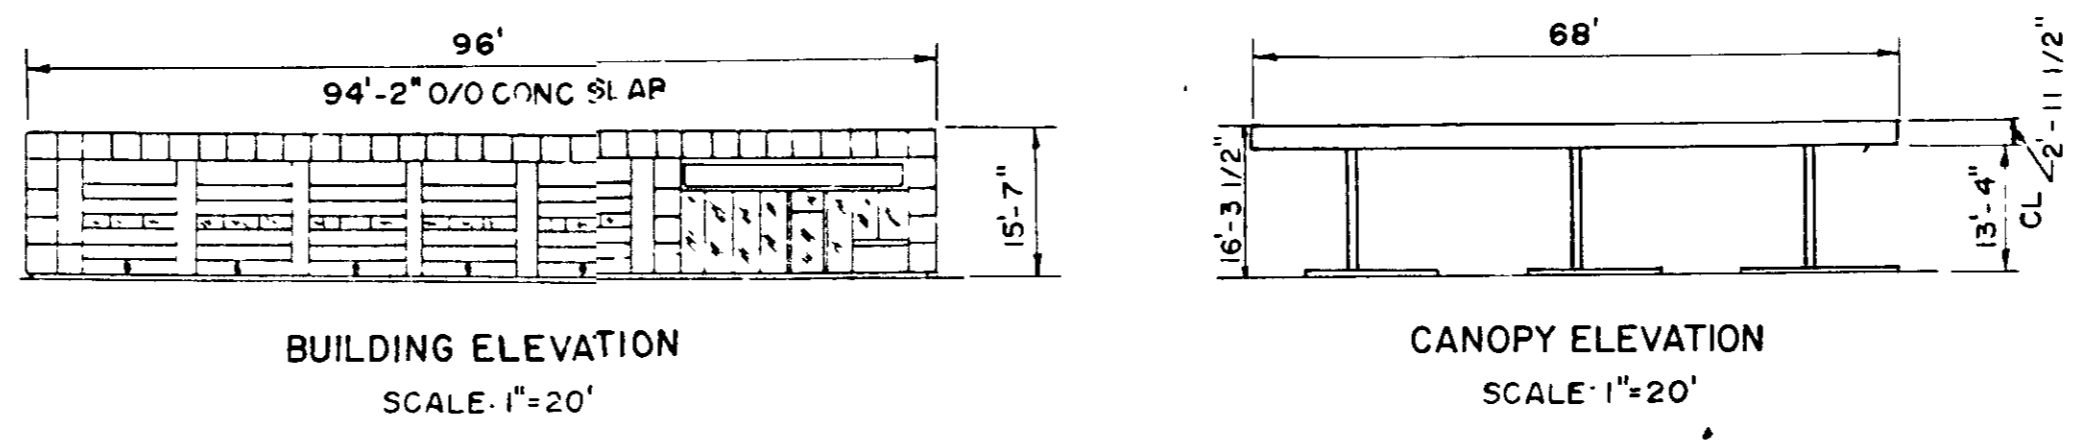 96'
94'-2" O/O CONC SLAB
15'-7"
BUILDING ELEVATION
SCALE· 1"=20'
68'
16'-3 1/2"
2'-11 1/2"
13'-4"
CL
CANOPY ELEVATION
SCALE· 1"=20'